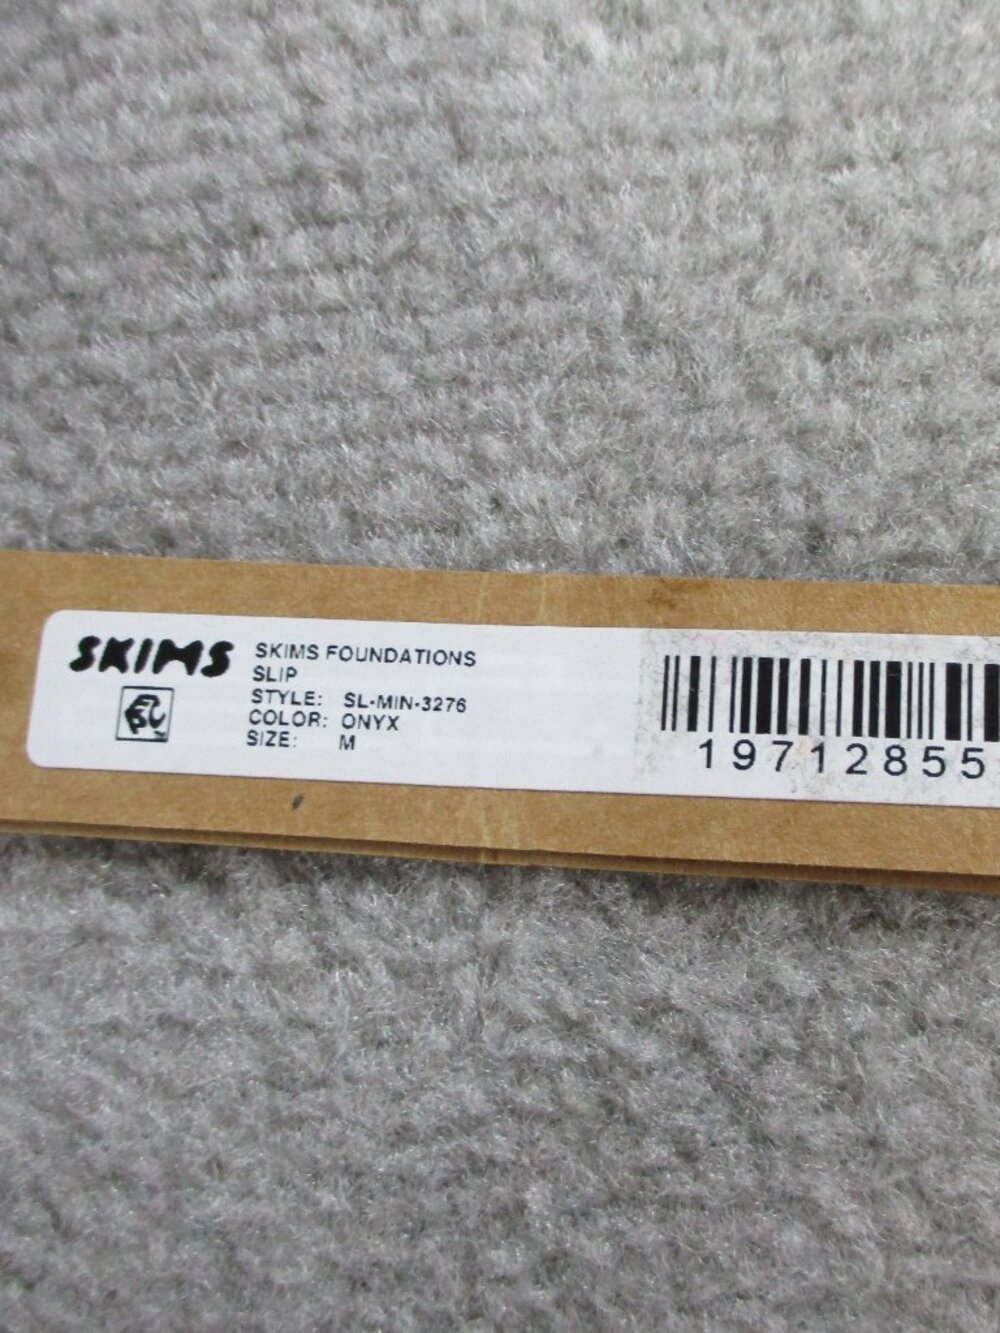 SKIMS
SKIMS FOUNDATIONS
SLIP
STYLE: SL-MIN-3276
COLOR: ONYX
SIZE: M
19712855